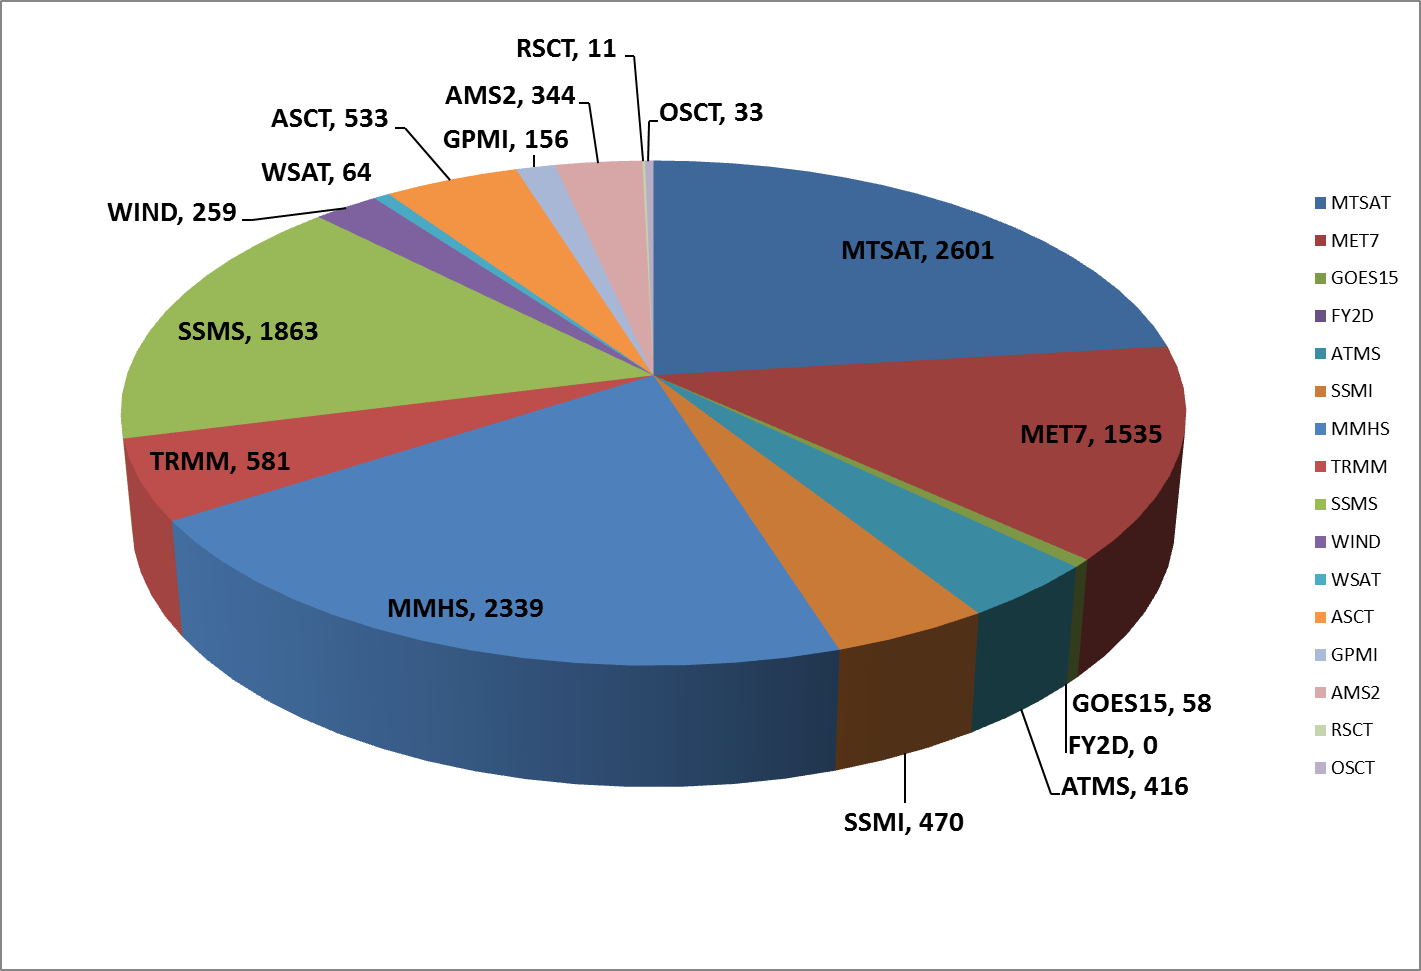 RSCT, 11
AMS2, 344
OSCT, 33
ASCT, 533
GPMI, 156
WSAT, 64
WIND, 259
MTSAT, 2601
SSMS, 1863
MET7, 1535
TRMM, 581
MMHS, 2339
GOES15, 58
FY2D, 0
ATMS, 416
SSMI, 470
MTSAT
MET7
GOES15
FY2D
ATMS
SSMI
MMHS
TRMM
SSMS
WIND
WSAT
ASCT
GPMI
AMS2
RSCT
OSCT